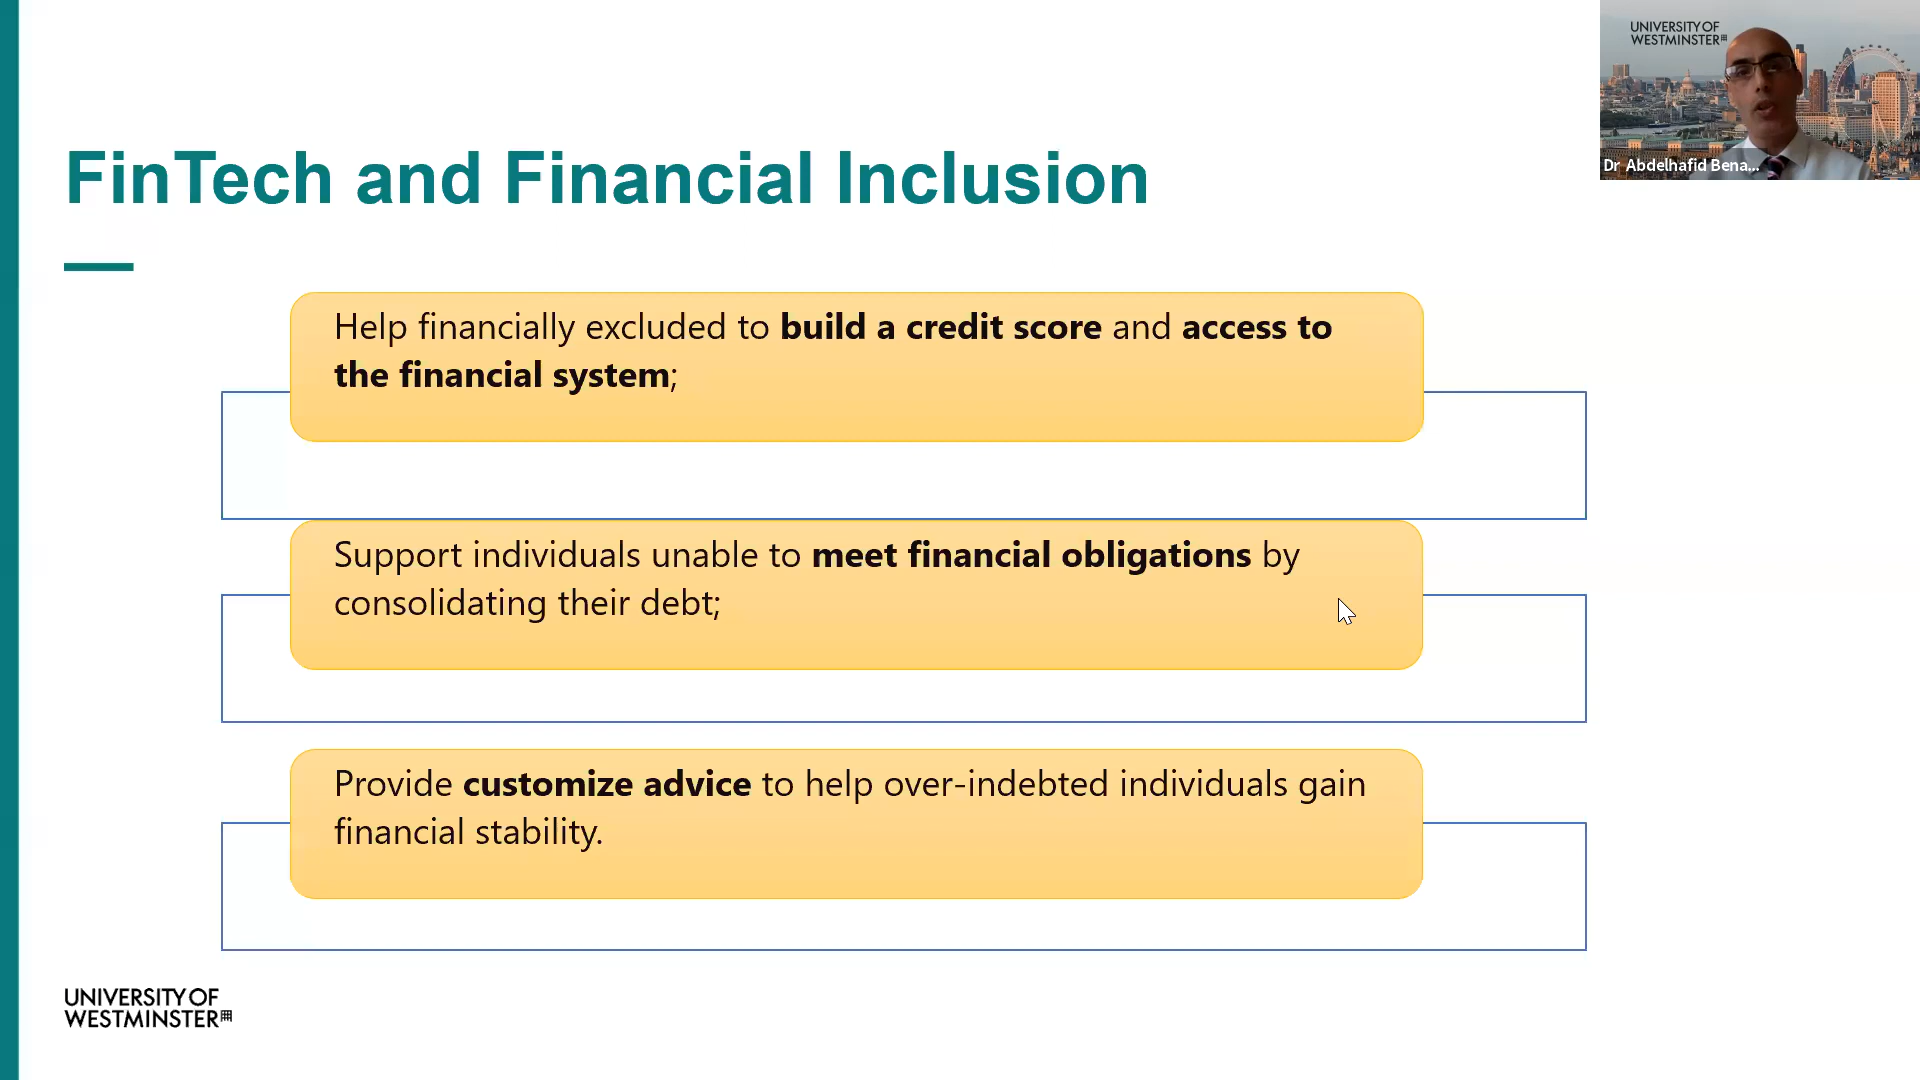 UNIVERSITY OF
WESTMINSTER
Dr Abdelhafid Bena...
FinTech and Financial Inclusion
Help financially excluded to build a credit score and access to
the financial system;
Support individuals unable to meet financial obligations by
consolidating their debt;
Provide customize advice to help over-indebted individuals gain
financial stability.
UNIVERSITY OF
WESTMINSTER